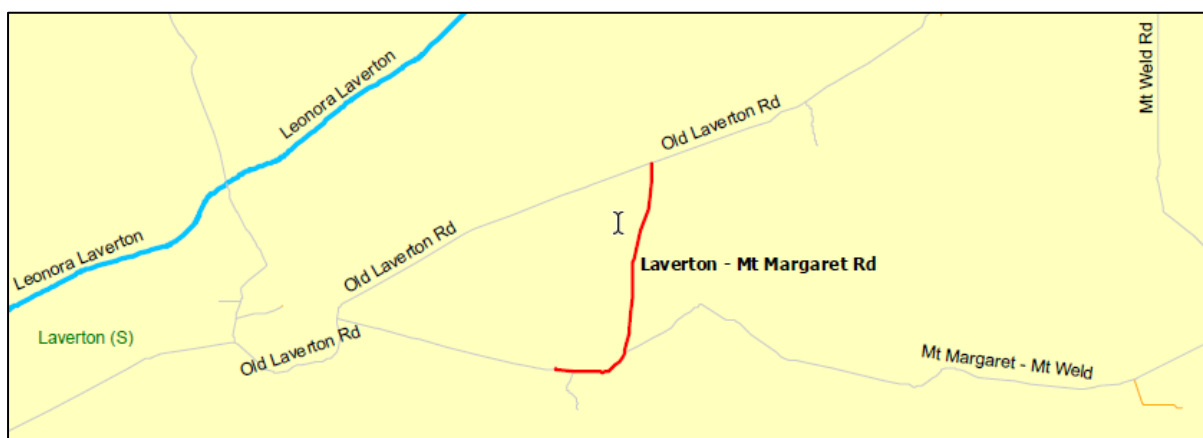 Leonora Laverton
Mt Weld Rd
Old Laverton Rd
Leonora Laverton
Old Laverton Rd
Laverton - Mt Margaret Rd
Laverton (S)
Old Laverton Rd
Mt Margaret - Mt Weld